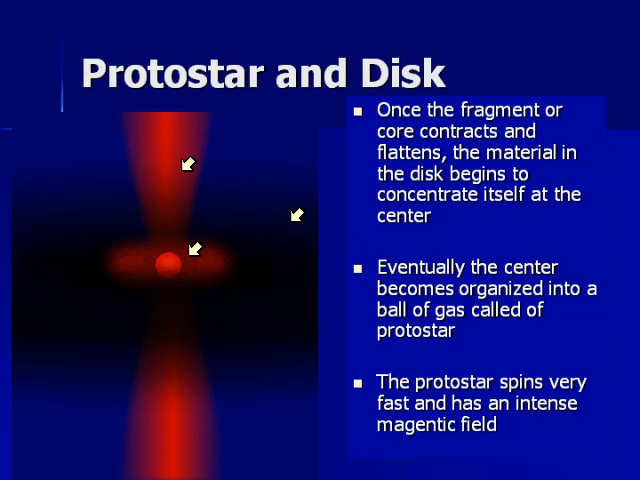 Protostar and Disk
Once the fragment or
core contracts and
flattens, the material in
the disk begins to
concentrate itself at the
center
Eventually the center
becomes organized into a
ball of gas called of
protostar
The protostar spins very
fast and has an intense
magentic field